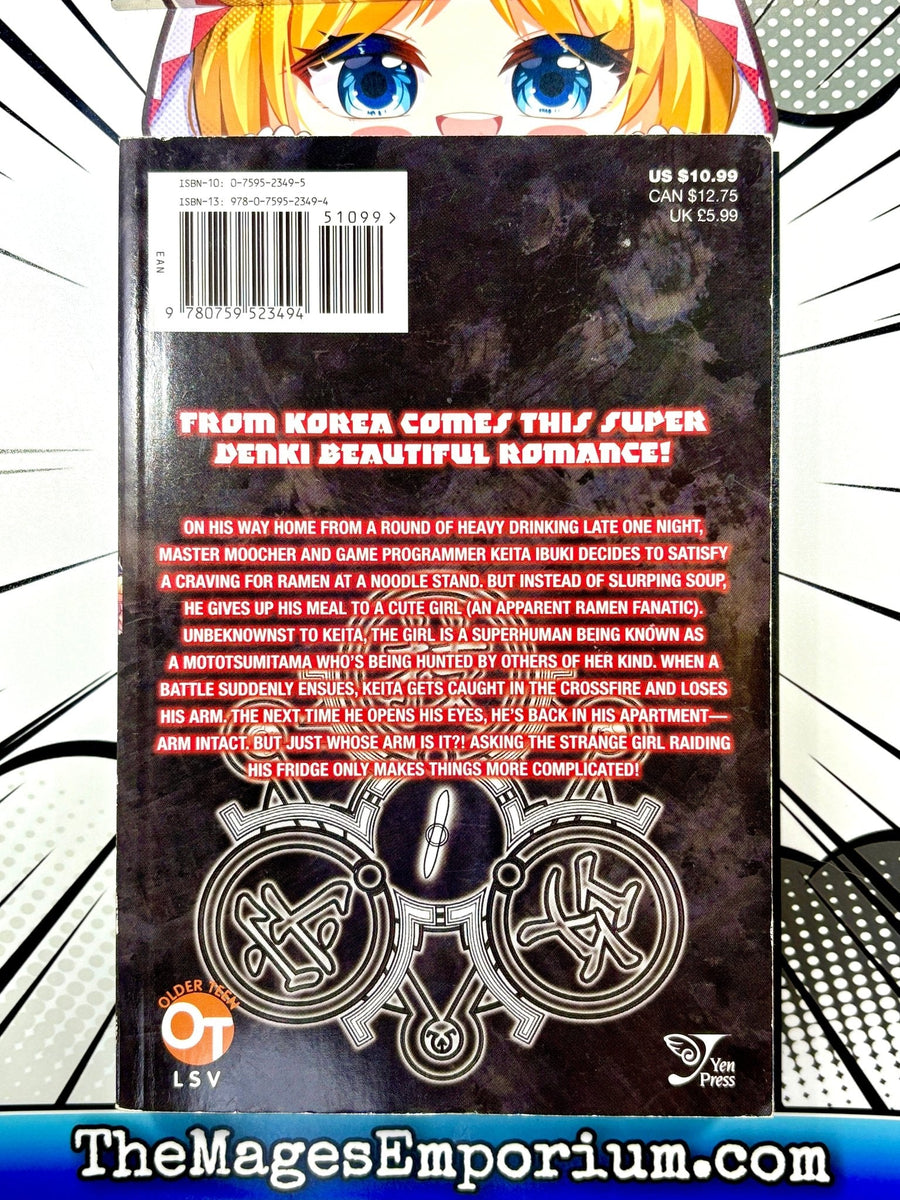 ISBN-10: 0-7595-2349-5
ISBN-13: 978-0-7595-2349-4
51099>
EAN
9 780759 523494
US $10.99
CAN $12.75
UK £5.99
FROM KOREA COMES THIS SUPER
DENKI BEAUTIFUL ROMANCE!
ON HIS WAY HOME FROM A ROUND OF HEAVY DRINKING LATE ONE NIGHT,
MASTER MOOCHER AND GAME PROGRAMMER KEITA IBUKI DECIDES TO SATISFY
A CRAVING FOR RAMEN AT A NOODLE STAND. BUT INSTEAD OF SLURPING SOUP,
HE GIVES UP HIS MEAL TO A CUTE GIRL (AN APPARENT RAMEN FANATIC).
UNBEKNOWNST TO KEITA, THE GIRL IS A SUPERHUMAN BEING KNOWN AS
A MOTOTSUMITAMA WHO'S BEING HUNTED BY OTHERS OF HER KIND. WHEN A
BATTLE SUDDENLY ENSUES, KEITA GETS CAUGHT IN THE CROSSFIRE AND LOSES
HIS ARM. THE NEXT TIME HE OPENS HIS EYES, HE'S BACK IN HIS APARTMENT—
ARM INTACT. BUT JUST WHOSE ARM IS IT?! ASKING THE STRANGE GIRL RAIDING
HIS FRIDGE ONLY MAKES THINGS MORE COMPLICATED!
OLDER TEEN
OT
LSV
Yen
Press
TheMagesEmporium.com